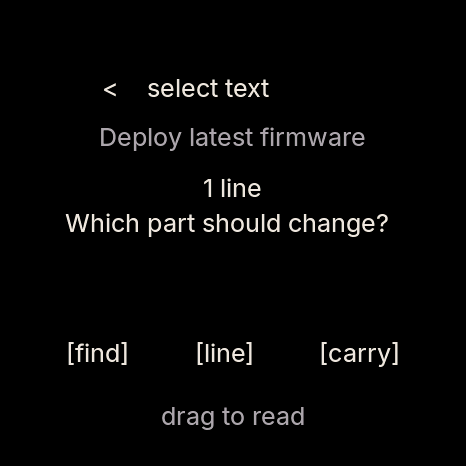 < select text
Deploy latest firmware
1 line
Which part should change?
[find] [line] [carry]
drag to read